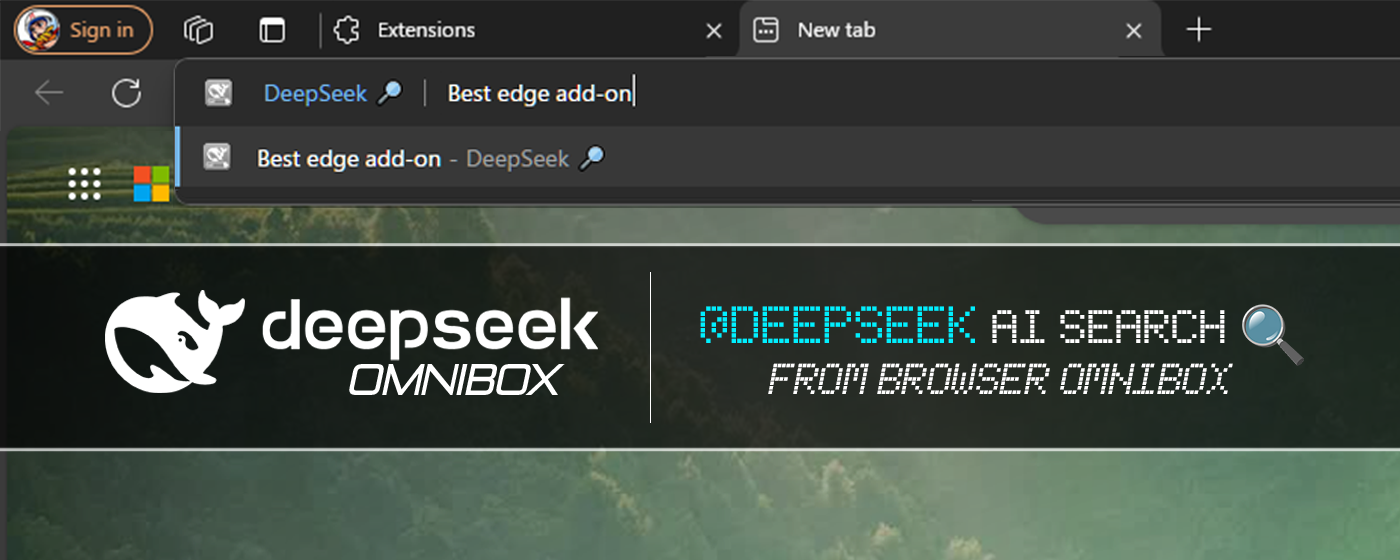 Sign in
Extensions
New tab
DeepSeek | Best edge add-on
Best edge add-on - DeepSeek
deepseek
OMNIBOX
@DEEPSEEK AI SEARCH
FROM BROWSER OMNIBOX